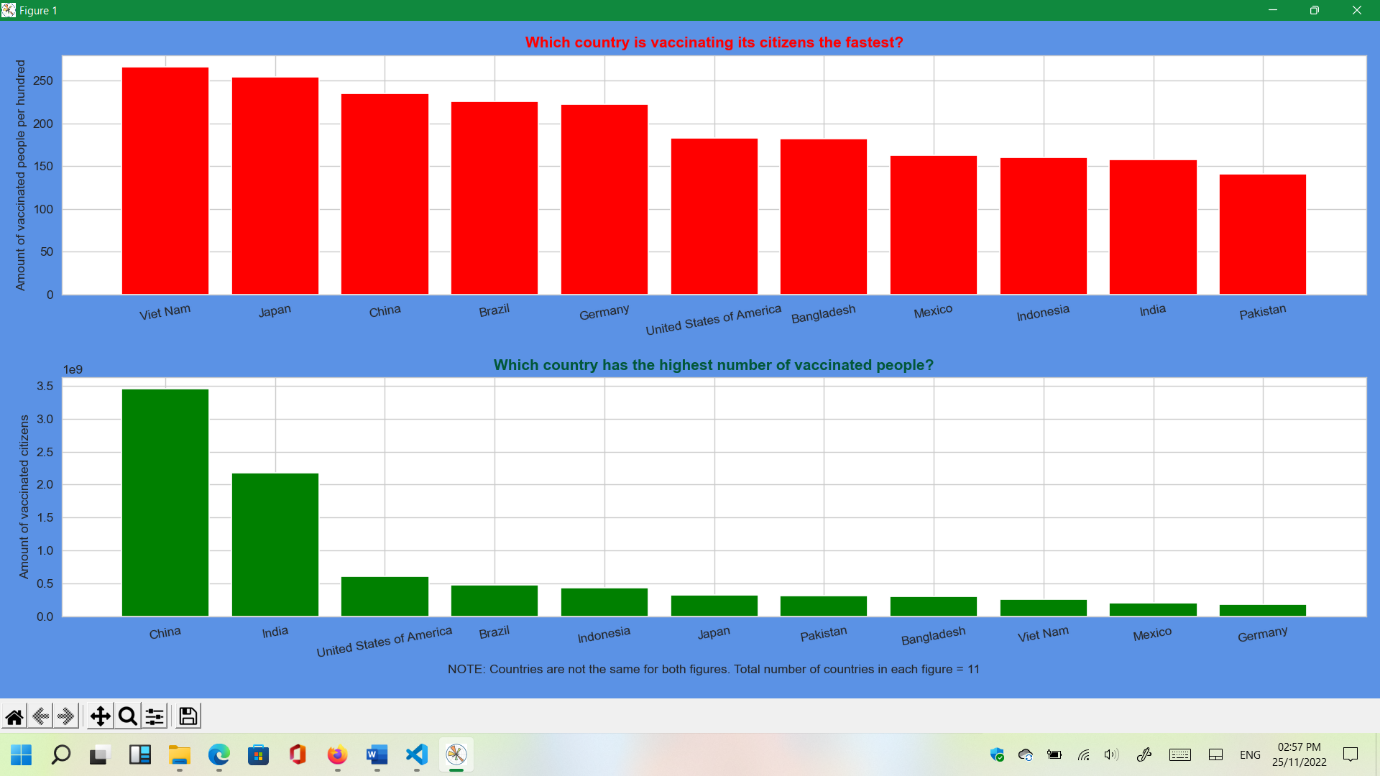 Figure 1
Which country is vaccinating its citizens the fastest?
Amount of vaccinated people per hundred
250
200
150
100
50
0
Viet Nam
Japan
China
Brazil
Germany
United States of America
Bangladesh
Mexico
Indonesia
India
Pakistan
Which country has the highest number of vaccinated people?
1e9
Amount of vaccinated citizens
3.5
3.0
2.5
2.0
1.5
1.0
0.5
0.0
China
India
United States of America
Brazil
Indonesia
Japan
Pakistan
Bangladesh
Viet Nam
Mexico
Germany
NOTE: Countries are not the same for both figures. Total number of countries in each figure = 11
ENG
02:57 PM
25/11/2022